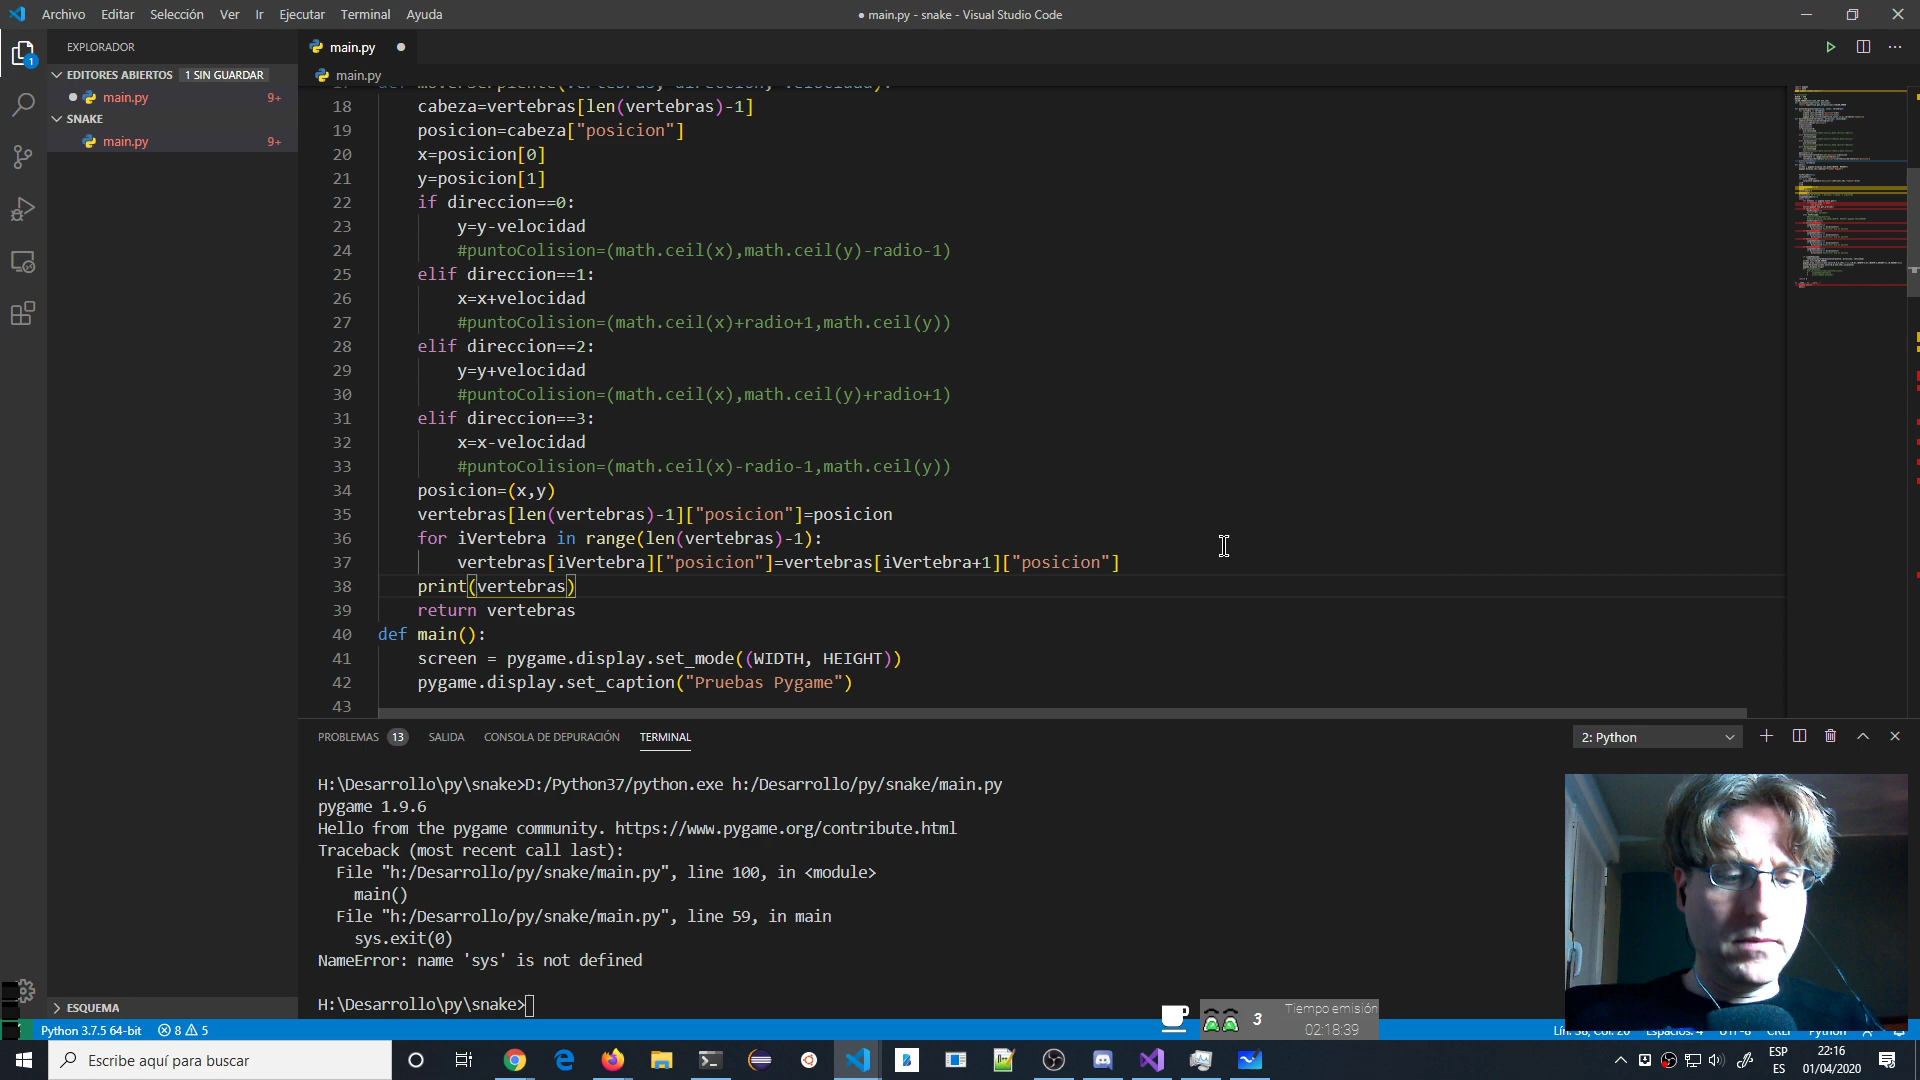 Archivo Editar Selección Ver Ir Ejecutar Terminal Ayuda
● main.py - snake - Visual Studio Code
EXPLORADOR
EDITORES ABIERTOS 1 SIN GUARDAR
main.py 9+
SNAKE
main.py 9+
ESQUEMA
main.py
main.py
18 cabeza=vertebras[len(vertebras)-1]
19 posicion=cabeza["posicion"]
20 x=posicion[0]
21 y=posicion[1]
22 if direccion==0:
23 y=y-velocidad
24 #puntoColision=(math.ceil(x),math.ceil(y)-radio-1)
25 elif direccion==1:
26 x=x+velocidad
27 #puntoColision=(math.ceil(x)+radio+1,math.ceil(y))
28 elif direccion==2:
29 y=y+velocidad
30 #puntoColision=(math.ceil(x),math.ceil(y)+radio+1)
31 elif direccion==3:
32 x=x-velocidad
33 #puntoColision=(math.ceil(x)-radio-1,math.ceil(y))
34 posicion=(x,y)
35 vertebras[len(vertebras)-1]["posicion"]=posicion
36 for iVertebra in range(len(vertebras)-1):
37 vertebras[iVertebra]["posicion"]=vertebras[iVertebra+1]["posicion"]
38 print(vertebras)
39 return vertebras
40 def main():
41 screen = pygame.display.set_mode((WIDTH, HEIGHT))
42 pygame.display.set_caption("Pruebas Pygame")
43
PROBLEMAS 13 SALIDA CONSOLA DE DEPURACIÓN TERMINAL 2: Python
H:\Desarrollo\py\snake>D:/Python37/python.exe h:/Desarrollo/py/snake/main.py
pygame 1.9.6
Hello from the pygame community. https://www.pygame.org/contribute.html
Traceback (most recent call last):
File "h:/Desarrollo/py/snake/main.py", line 100, in <module>
main()
File "h:/Desarrollo/py/snake/main.py", line 59, in main
sys.exit(0)
NameError: name 'sys' is not defined
H:\Desarrollo\py\snake>
3 Tiempo emisión
02:18:39
Python 3.7.5 64-bit 8 5
Escribe aquí para buscar
ESP
ES
22:16
01/04/2020